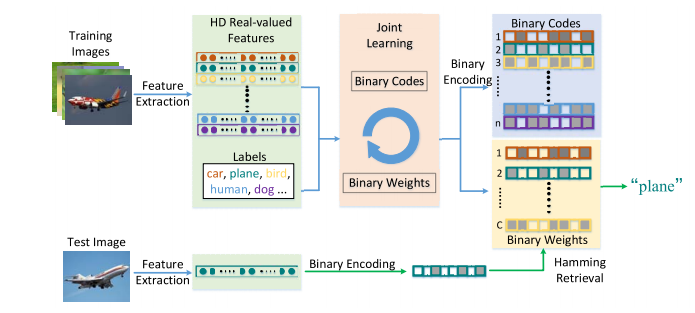 Training
Images
Feature
Extraction
HD Real-valued
Features
Labels
car, plane, bird,
human, dog ...
Joint
Learning
Binary Codes
Binary Weights
Binary
Encoding
Binary Codes
1
2
3
n
1
2
C
Binary Weights
“plane”
Test Image
Feature
Extraction
Binary Encoding
Hamming
Retrieval